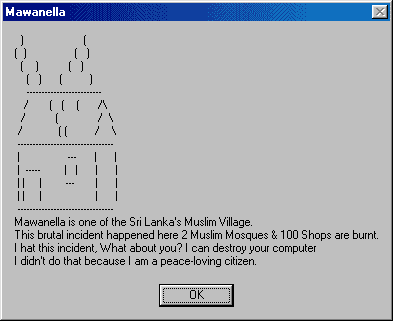 Mawanella
Mawanella is one of the Sri Lanka's Muslim Village.
This brutal incident happened here 2 Muslim Mosques & 100 Shops are burnt.
I hat this incident, What about you? I can destroy your computer
I didn't do that because I am a peace-loving citizen.
OK